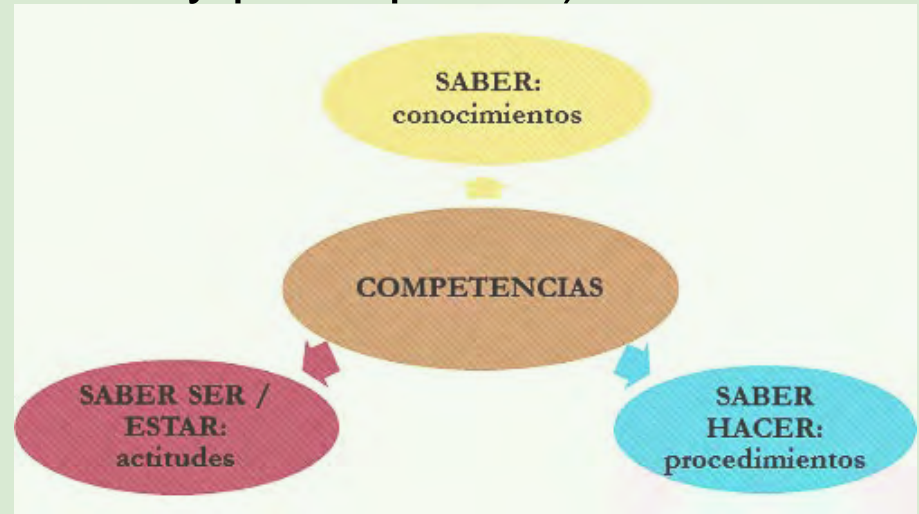 SABER:
conocimientos
COMPETENCIAS
SABER SER /
ESTAR:
actitudes
SABER
HACER:
procedimientos